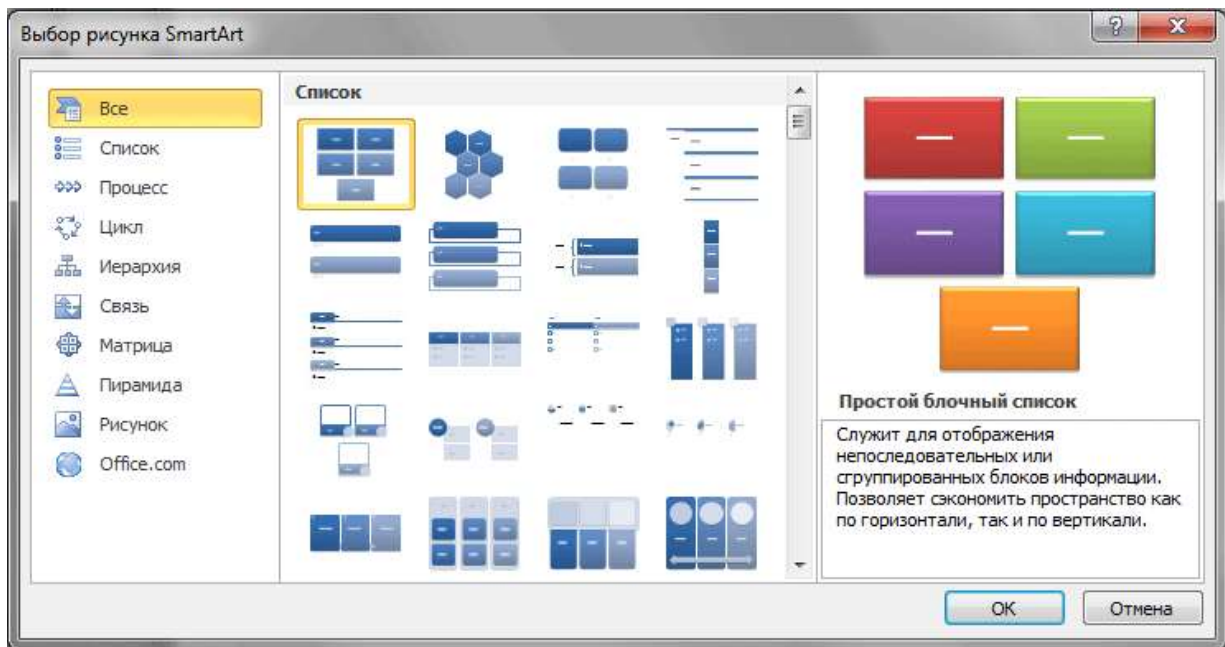 Выбор рисунка SmartArt
Все
Список
Процесс
Цикл
Иерархия
Связь
Матрица
Пирамида
Рисунок
Office.com
Список
Простой блочный список
Служит для отображения
непоследовательных или
сгруппированных блоков информации.
Позволяет сэкономить пространство как
по горизонтали, так и по вертикали.
ОК
Отмена